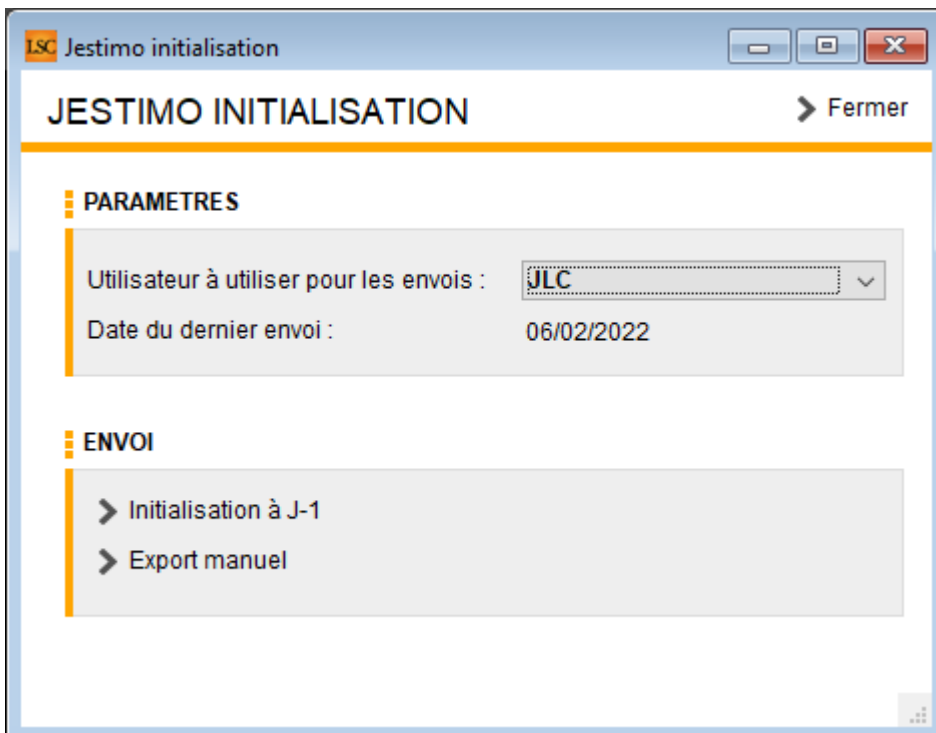 LSC Jestimo initialisation
JESTIMO INITIALISATION
Fermer
PARAMETRES
Utilisateur à utiliser pour les envois : JLC
Date du dernier envoi : 06/02/2022
ENVOI
Initialisation à J-1
Export manuel